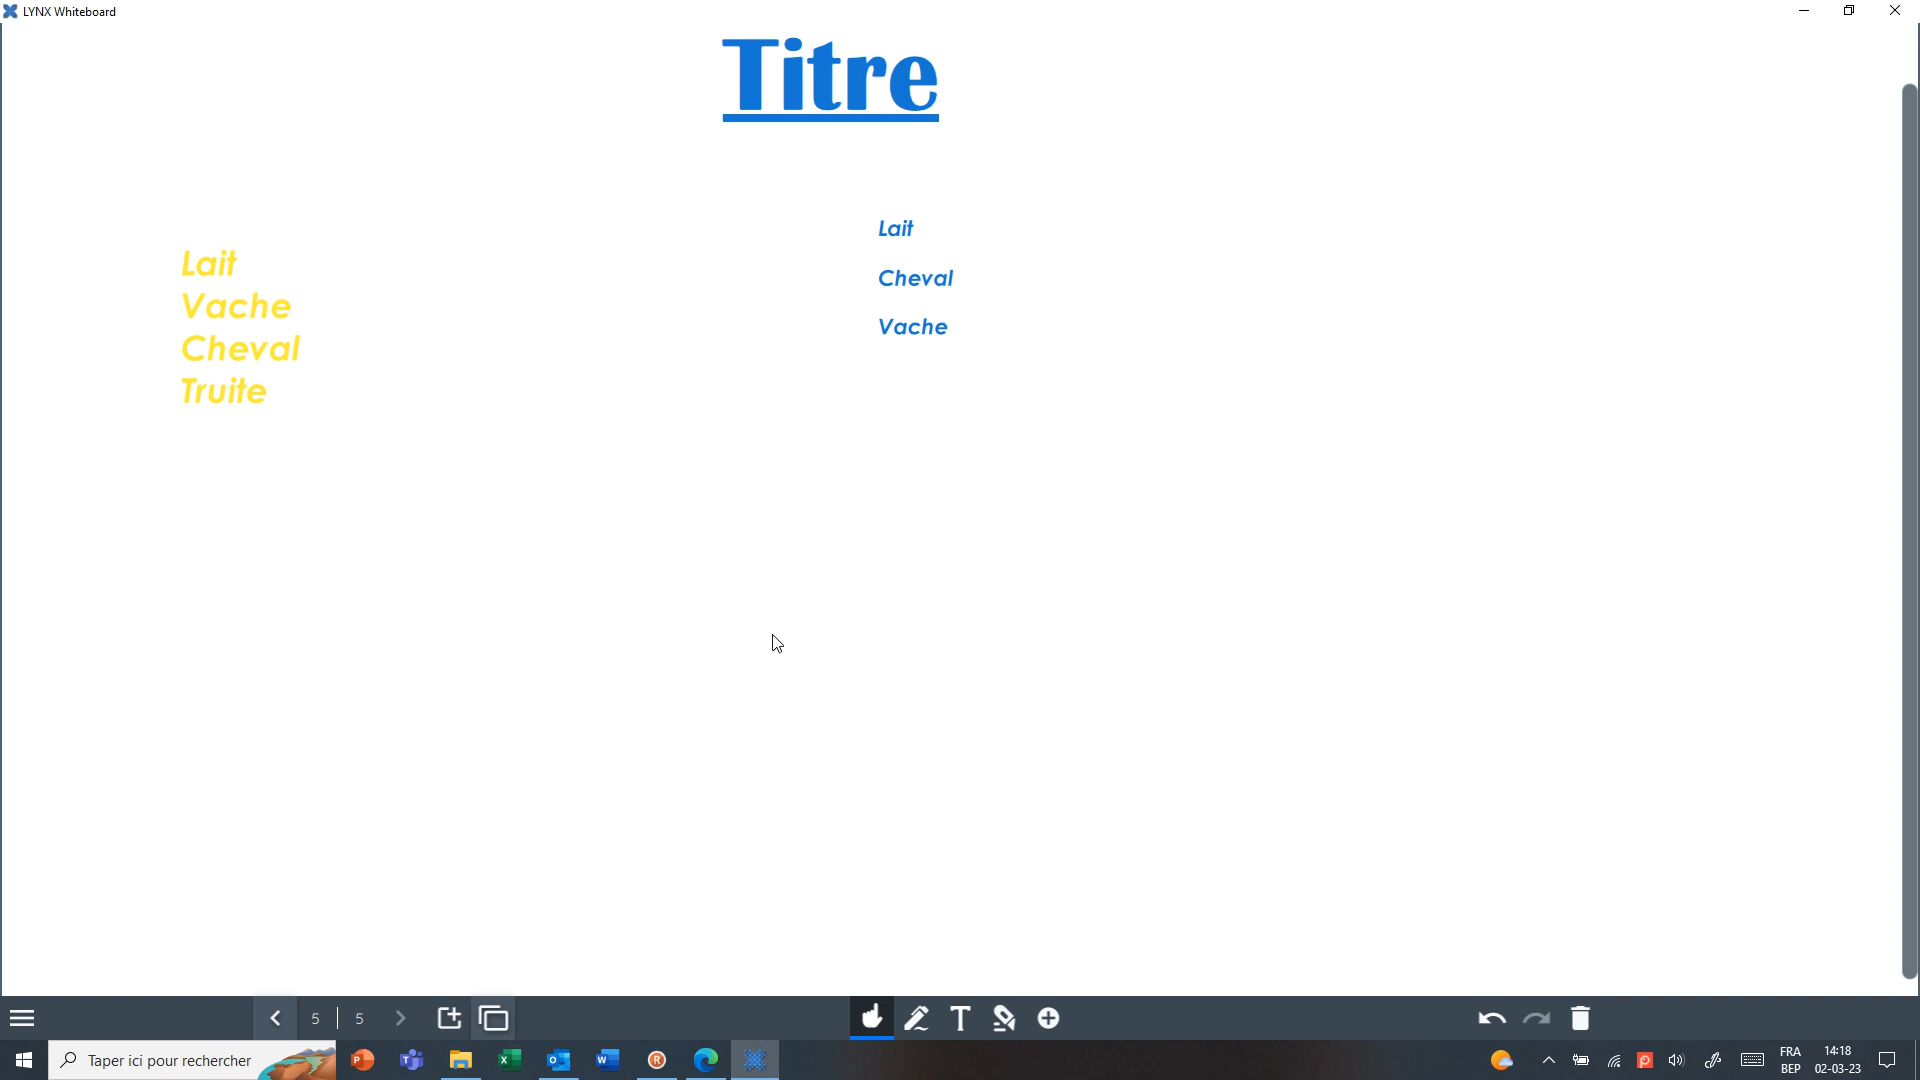 LYNX Whiteboard
Titre
Lait
Vache
Cheval
Truite
Lait
Cheval
Vache
5 | 5
Taper ici pour rechercher
FRA
BEP
14:18
02-03-23